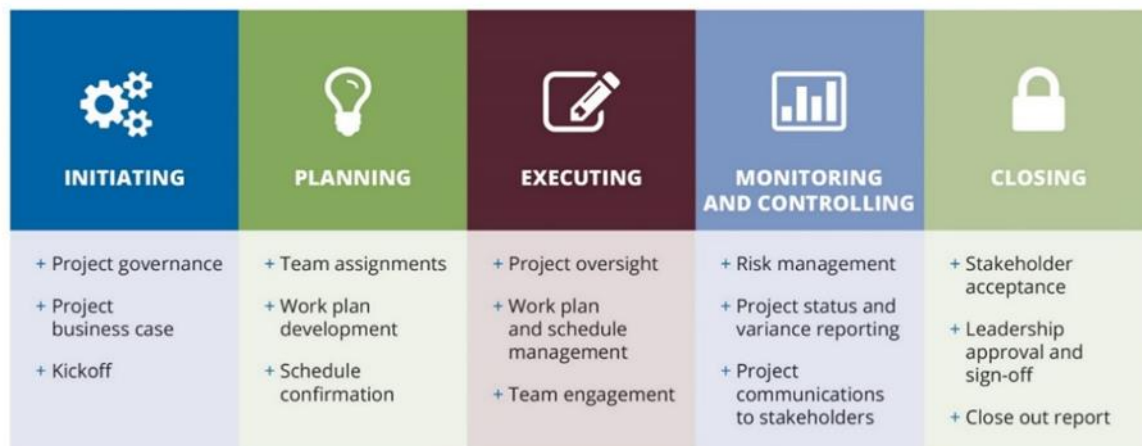 INITIATING
+ Project governance
+ Project
business case
+ Kickoff
PLANNING
+ Team assignments
+ Work plan
development
+ Schedule
confirmation
EXECUTING
+ Project oversight
+ Work plan
and schedule
management
+ Team engagement
MONITORING
AND CONTROLLING
+ Risk management
+ Project status and
variance reporting
+ Project
communications
to stakeholders
CLOSING
+ Stakeholder
acceptance
+ Leadership
approval and
sign-off
+ Close out report